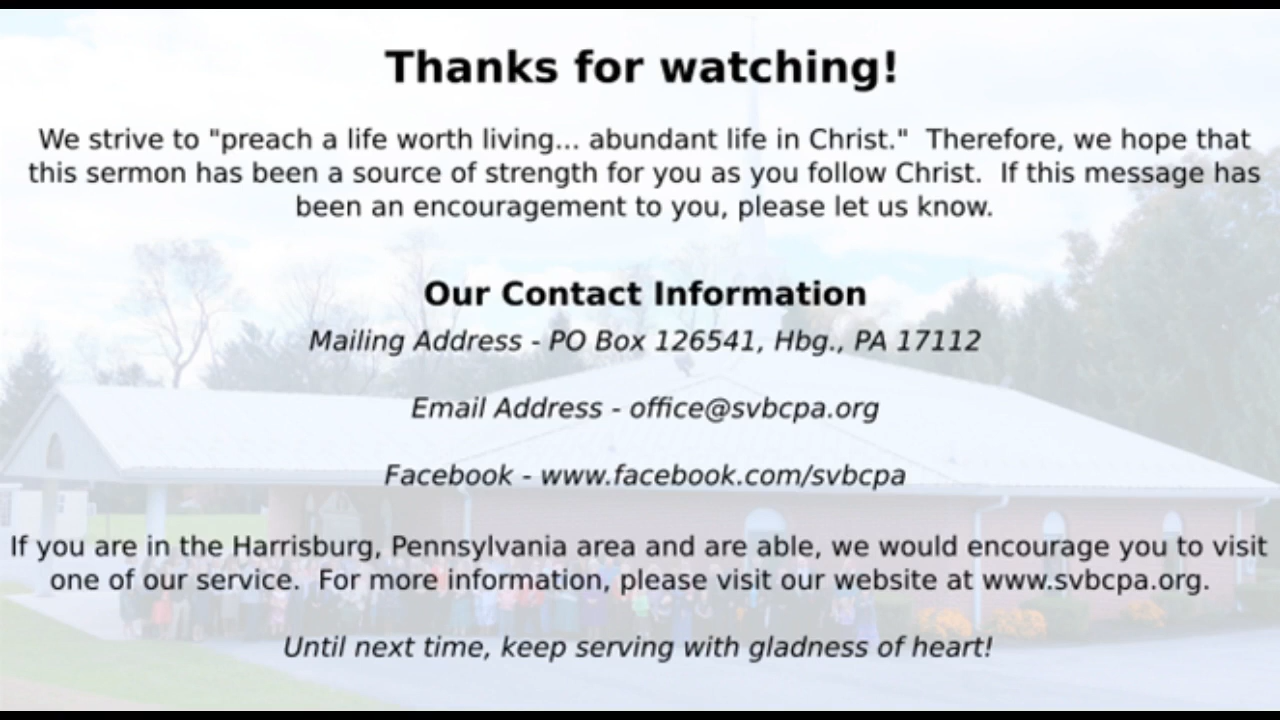 Thanks for watching!
We strive to "preach a life worth living... abundant life in Christ."  Therefore, we hope that
this sermon has been a source of strength for you as you follow Christ.  If this message has
been an encouragement to you, please let us know.
Our Contact Information
Mailing Address - PO Box 126541, Hbg., PA 17112
Email Address - office@svbcpa.org
Facebook - www.facebook.com/svbcpa
If you are in the Harrisburg, Pennsylvania area and are able, we would encourage you to visit
one of our service.  For more information, please visit our website at www.svbcpa.org.
Until next time, keep serving with gladness of heart!